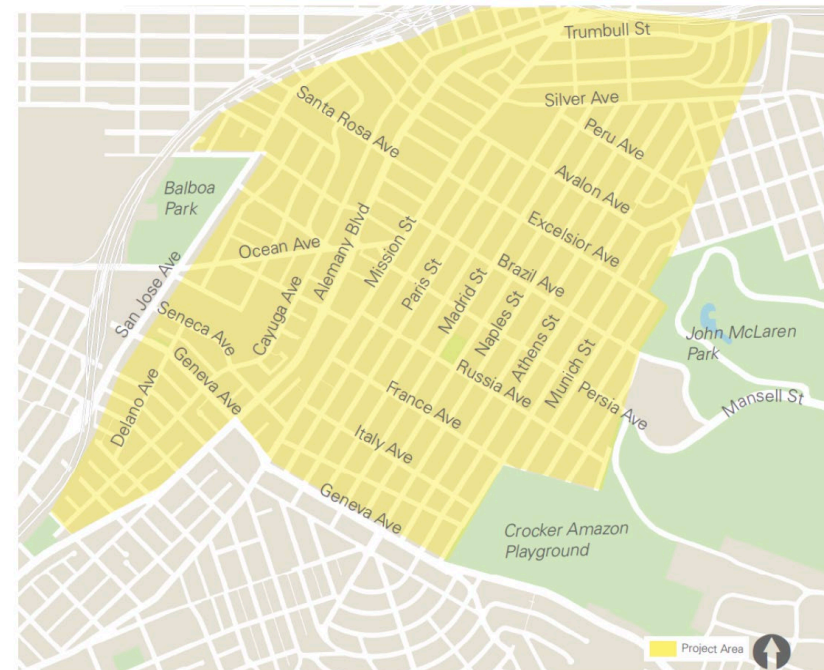 Trumbull St
Santa Rosa Ave
Silver Ave
Peru Ave
Balboa
Park
Avalon Ave
Excelsior Ave
Ocean Ave
Alemany Blvd
Mission St
Brazil Ave
San Jose Ave
Paris St
Madrid St
Naples St
Athens St
Munich St
Cayuga Ave
Seneca Ave
Geneva Ave
John McLaren
Park
Russia Ave
Persia Ave
Mansell St
Delano Ave
France Ave
Italy Ave
Geneva Ave
Crocker Amazon
Playground
Project Area